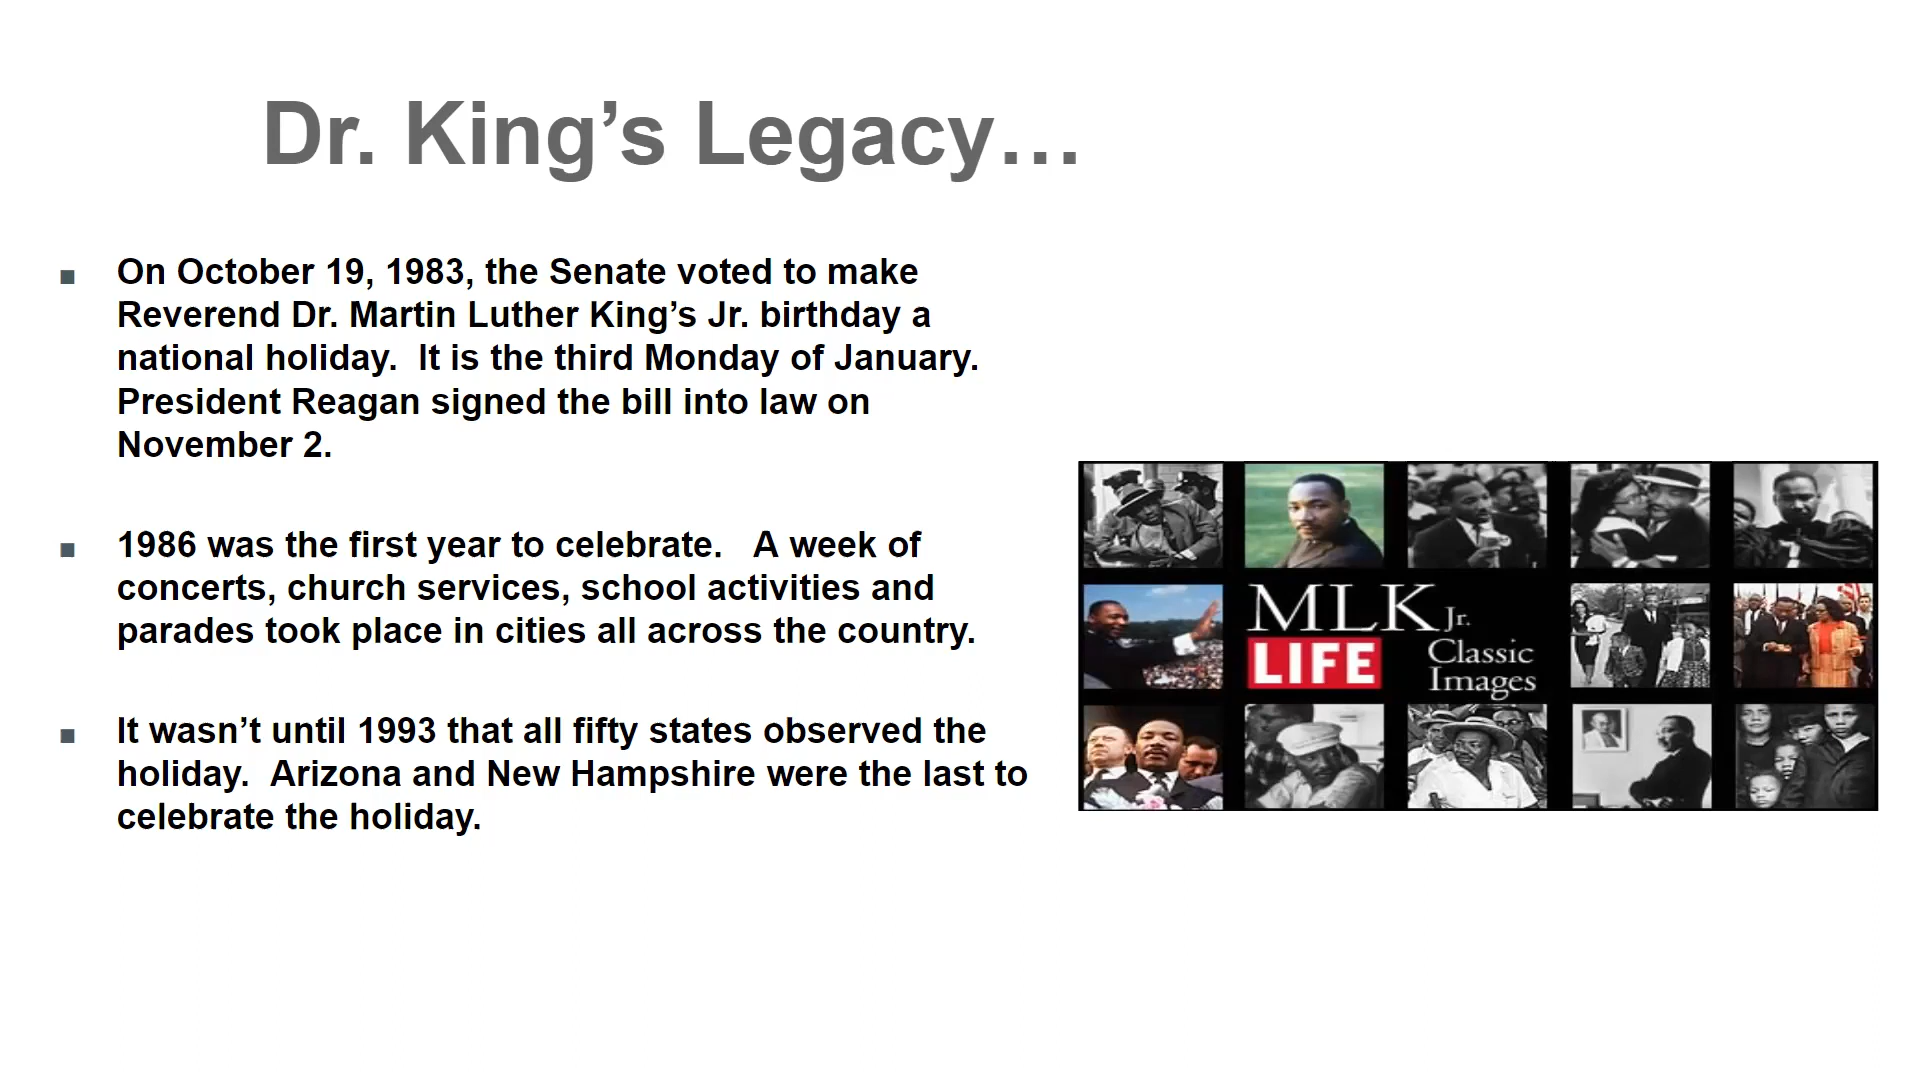 Dr. King’s Legacy…
■ On October 19, 1983, the Senate voted to make
Reverend Dr. Martin Luther King’s Jr. birthday a
national holiday.  It is the third Monday of January.
President Reagan signed the bill into law on
November 2.
■ 1986 was the first year to celebrate.   A week of
concerts, church services, school activities and
parades took place in cities all across the country.
■ It wasn’t until 1993 that all fifty states observed the
holiday.  Arizona and New Hampshire were the last to
celebrate the holiday.
MLK Jr.
LIFE
Classic
Images